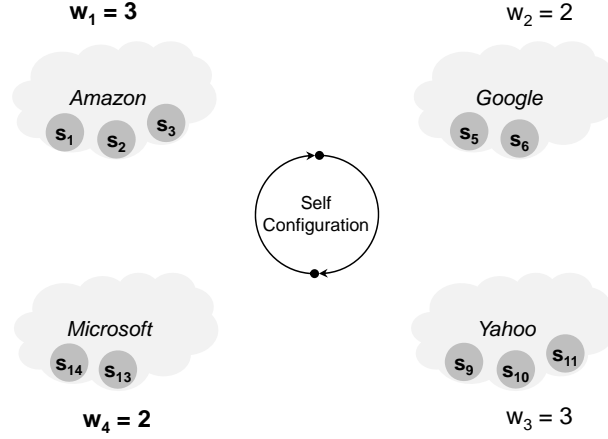 w₁ = 3
w₂ = 2
Amazon
s₁ s₂ s₃
Google
s₅ s₆
Self
Configuration
Microsoft
s₁₄ s₁₃
Yahoo
s₉ s₁₀ s₁₁
w₄ = 2
w₃ = 3